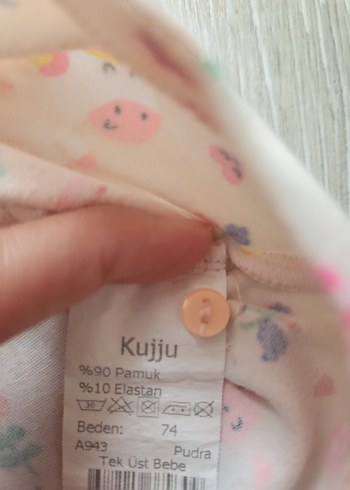 Kujju
%90 Pamuk
%10 Elastan
Beden: 74
A943 Pudra
Tek Üst Bebe